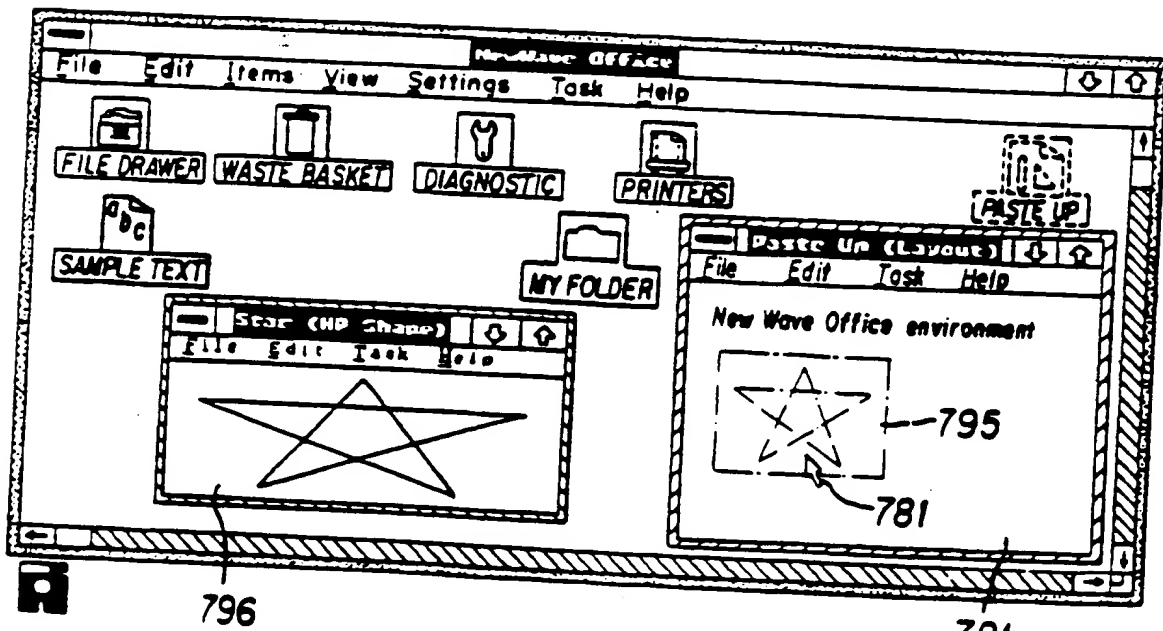 NewWave Office
File Edit Items View Settings Task Help
FILE DRAWER WASTE BASKET DIAGNOSTIC PRINTERS PASTE UP
abc
SAMPLE TEXT MY FOLDER
Paste Up (Layout)
File Edit Task Help
New Wave Office environment
Star (HP Shape)
File Edit Task Help
795
781
796